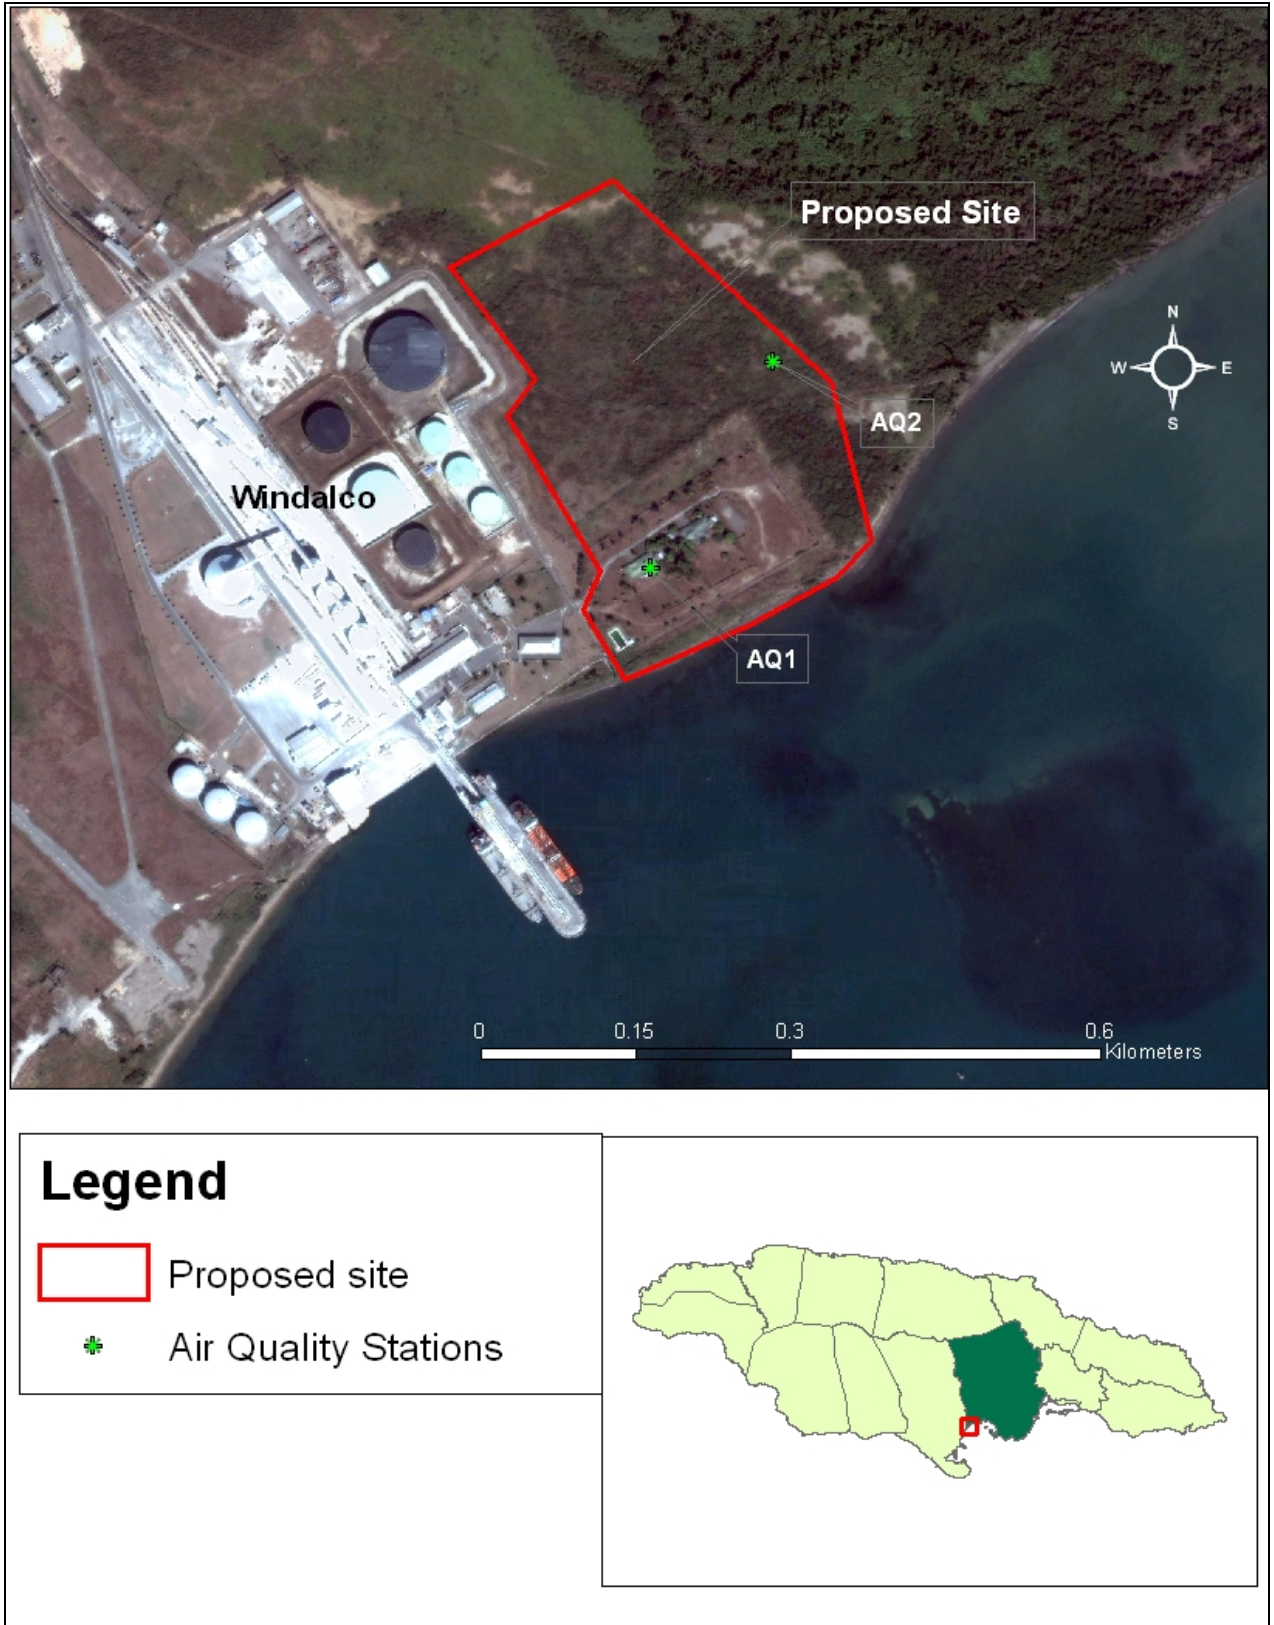 Proposed Site
N
W E
S
AQ2
Windalco
AQ1
0 0.15 0.3 0.6
Kilometers
Legend
Proposed site
Air Quality Stations